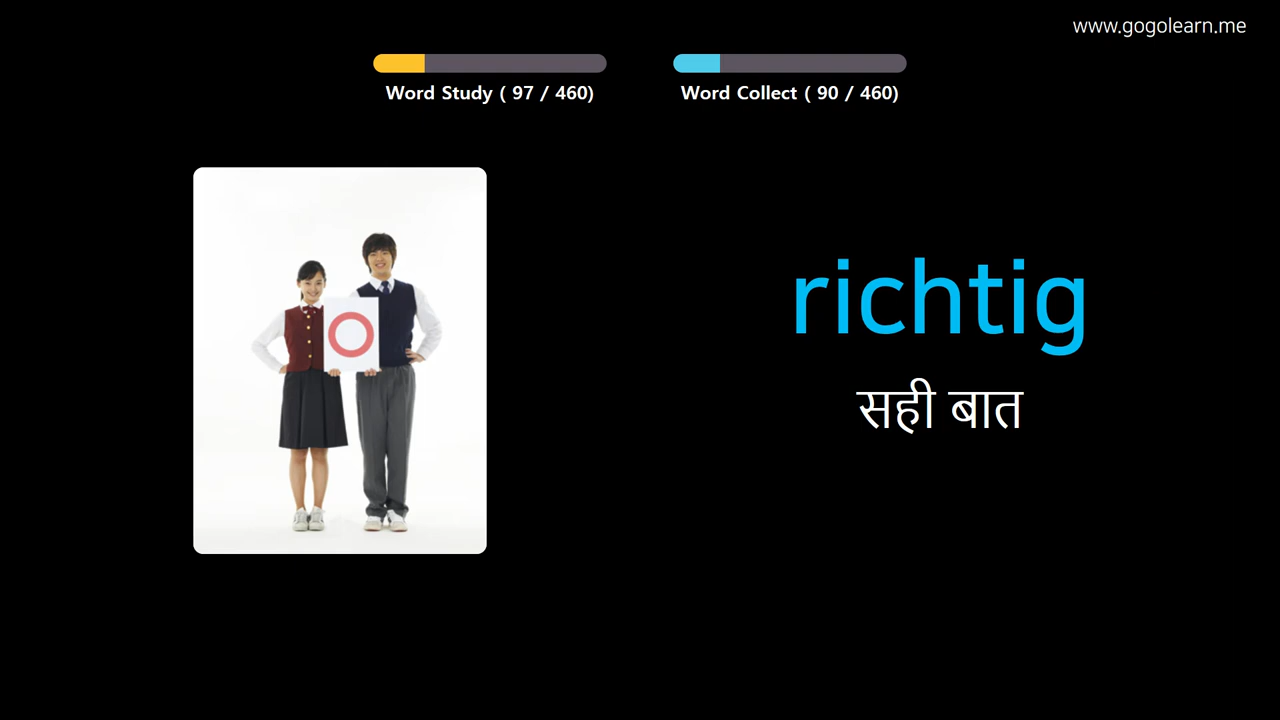 www.gogolearn.me
Word Study ( 97 / 460)
Word Collect ( 90 / 460)
richtig
सही बात